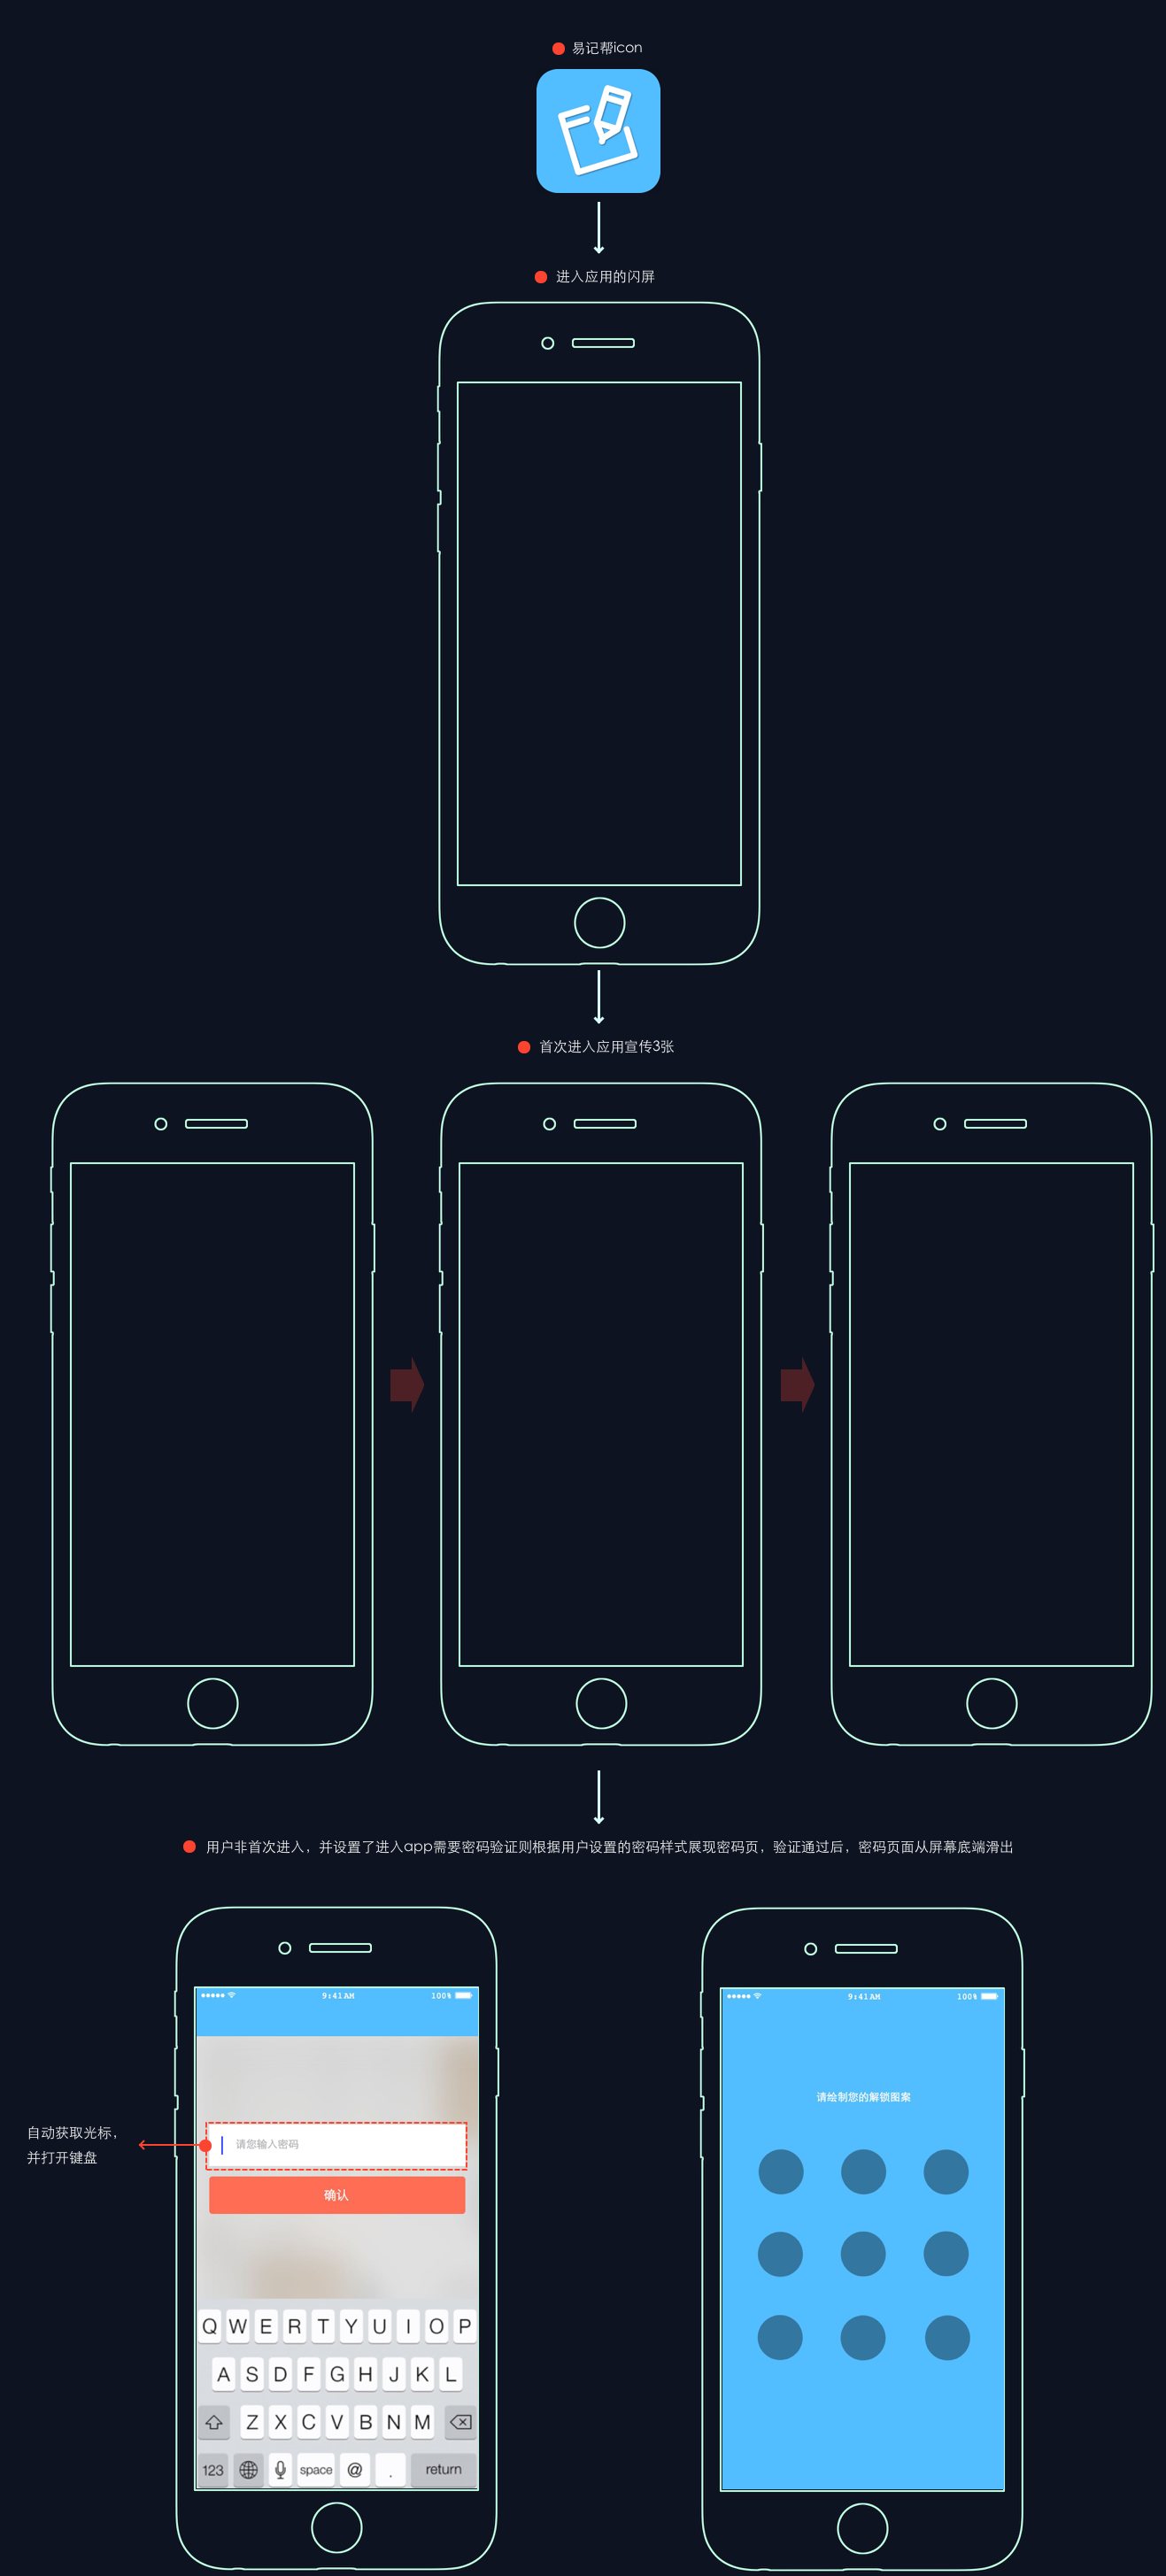 易记帮icon
进入应用的闪屏
首次进入应用宣传3张
用户非首次进入，并设置了进入app需要密码验证则根据用户设置的密码样式展现密码页，验证通过后，密码页面从屏幕底端滑出
9:41AM
100%
自动获取光标，
并打开键盘
请您输入密码
确认
Q W E R T Y U I O P
A S D F G H J K L
Z X C V B N M
123 space @ . return
9:41AM
100%
请绘制您的解锁图案